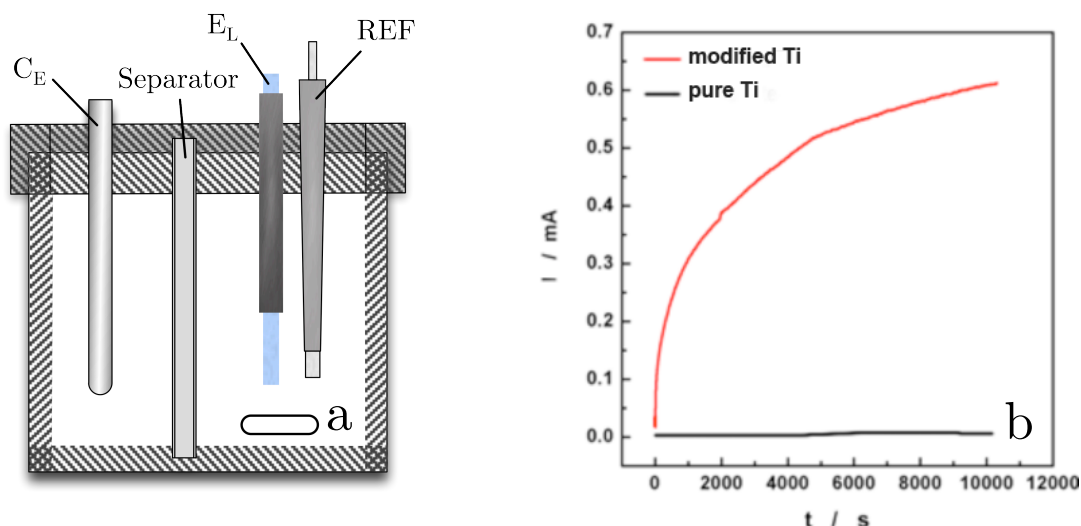 C_E
Separator
E_L
REF
a
0.7
0.6
0.5
0.4
0.3
0.2
0.1
0.0
I / mA
modified Ti
pure Ti
b
0 2000 4000 6000 8000 10000 12000
t / s